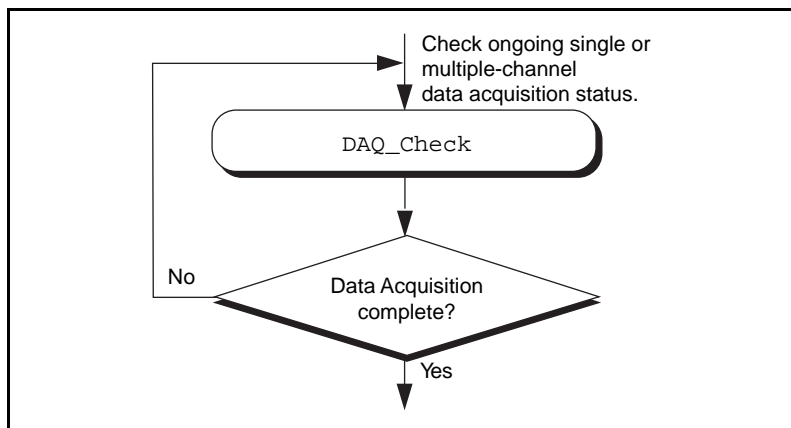 Check ongoing single or
multiple-channel
data acquisition status.
DAQ_Check
No
Data Acquisition
complete?
Yes